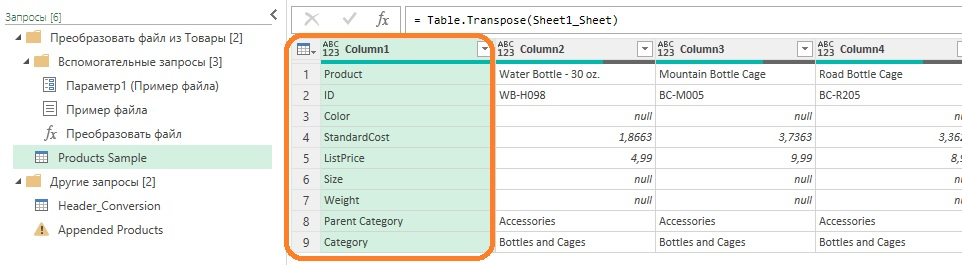 Запросы [6]
Преобразовать файл из Товары [2]
Вспомогательные запросы [3]
Параметр1 (Пример файла)
Пример файла
fx Преобразовать файл
Products Sample
Другие запросы [2]
Header_Conversion
Appended Products
fx = Table.Transpose(Sheet1_Sheet)
ABC 123 Column1 ABC 123 Column2 ABC 123 Column3 ABC 123 Column4
1 Product Water Bottle - 30 oz. Mountain Bottle Cage Road Bottle Cage
2 ID WB-H098 BC-M005 BC-R205
3 Color null null nu
4 StandardCost 1,8663 3,7363 3,362
5 ListPrice 4,99 9,99 8,9
6 Size null null nu
7 Weight null null nu
8 Parent Category Accessories Accessories Accessories
9 Category Bottles and Cages Bottles and Cages Bottles and Cages